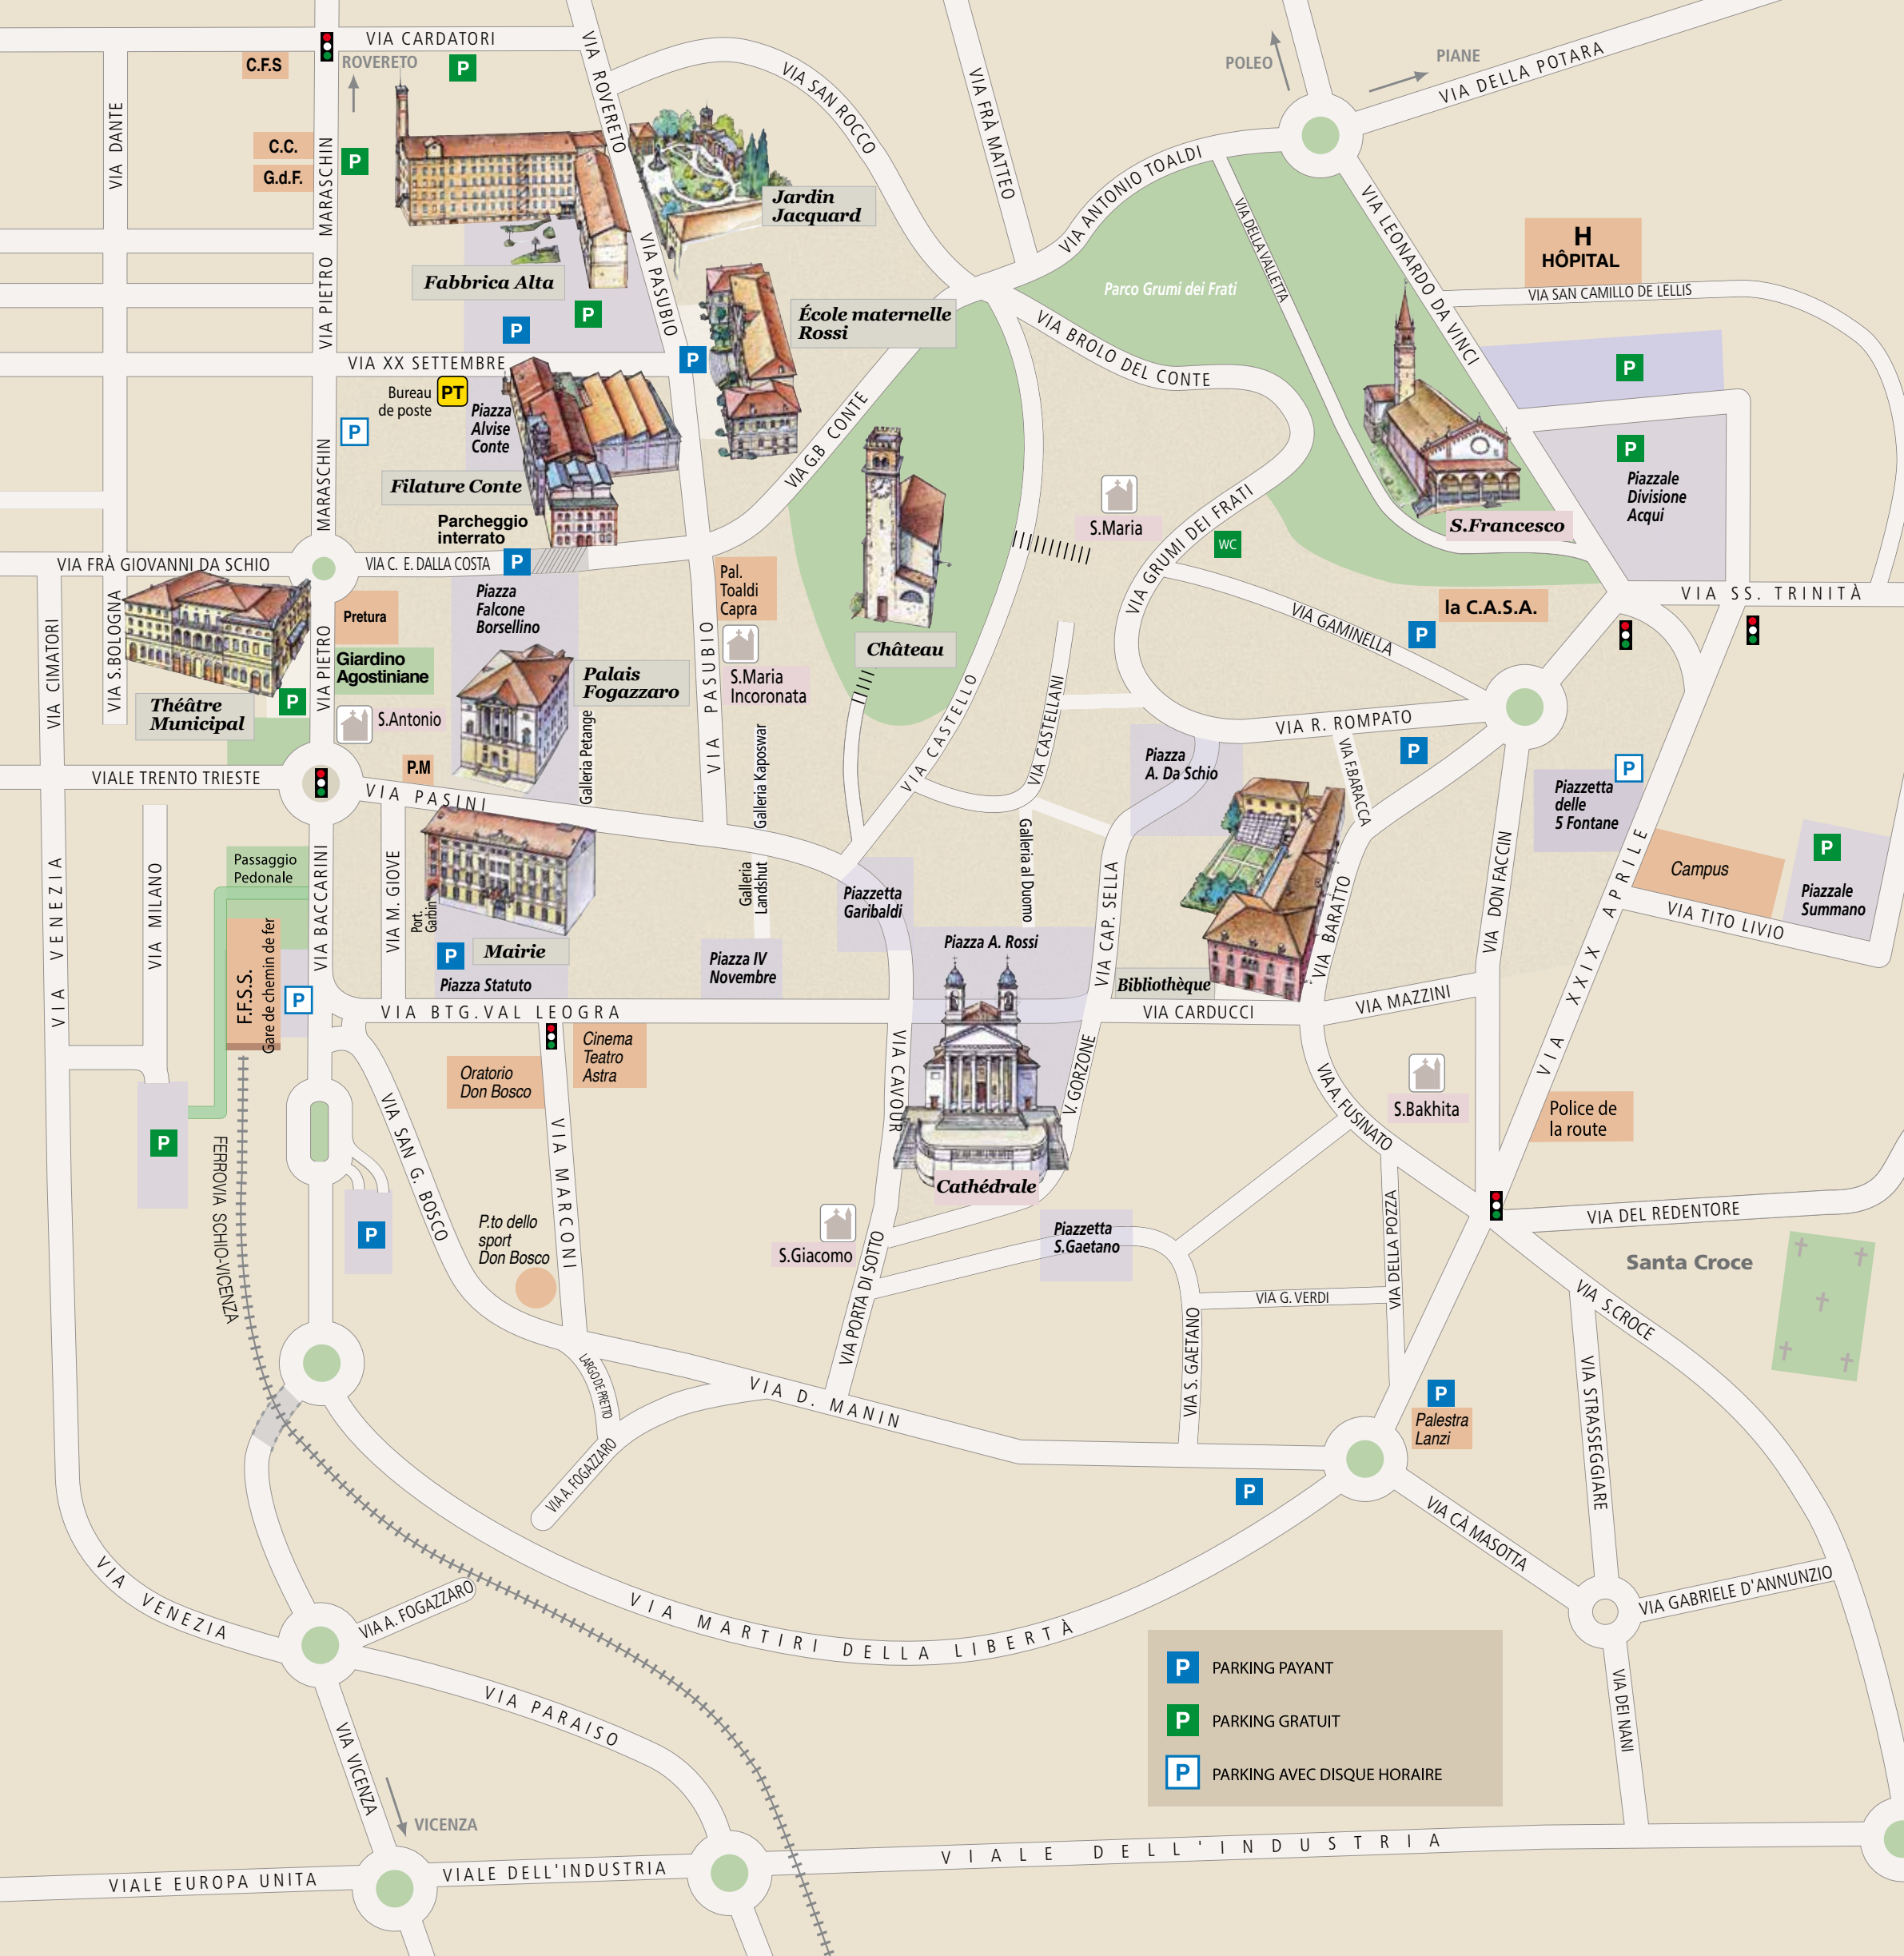 VIA CARDATORI
ROVERETO
C.F.S
P
VIA ROVERETO
VIA SAN ROCCO
VIA FRÀ MATTEO
POLEO
PIANE
VIA DELLA POTARA
VIA DANTE
C.C.
G.d.F.
P
VIA PIETRO MARASCHIN
Jardin
Jacquard
VIA ANTONIO TOALDI
VIA DELLA VALLETTA
VIA LEONARDO DA VINCI
H
HÔPITAL
VIA SAN CAMILLO DE LELLIS
Fabbrica Alta
VIA PASUBIO
P
P
École maternelle
Rossi
Parco Grumi dei Frati
VIA BROLO DEL CONTE
P
VIA XX SETTEMBRE
P
Bureau
de poste
PT
Piazza
Alvise
Conte
P
MARASCHIN
VIA G.B CONTE
Filature Conte
Parcheggio
interrato
P
Piazzale
Divisione
Acqui
S.Francesco
S.Maria
VIA GRUMI DEI FRATI
WC
VIA FRÀ GIOVANNI DA SCHIO
VIA C. E. DALLA COSTA
P
Piazza
Falcone
Borsellino
Pal.
Toaldi
Capra
Pretura
la C.A.S.A.
VIA SS. TRINITÀ
VIA GAMINELLA
P
VIA CIMATORI
VIA S.BOLOGNA
VIA PIETRO
Giardino
Agostiniane
Château
Palais
Fogazzaro
S.Maria
Incoronata
VIA PASUBIO
Théâtre
Municipal
P
S.Antonio
VIA CASTELLO
VIA CASTELLANI
VIA R. ROMPATO
P
VIA F.BARACCA
Galleria Petange
Galleria Kaposwar
Piazza
A. Da Schio
P
Piazzetta
delle
5 Fontane
VIALE TRENTO TRIESTE
P.M
VIA PASINI
VIA VENEZIA
VIA MILANO
Passaggio
Pedonale
VIA BACCARINI
VIA M. GIOVE
Port.
Garbin
Galleria
Landshut
Piazzetta
Garibaldi
Galleria al Duomo
VIA CAP. SELLA
VIA BARATTO
VIA DON FACCIN
VIA XXIX APRILE
Campus
P
Piazzale
Summano
VIA TITO LIVIO
F.F.S.S.
Gare de chemin de fer
P
Mairie
P
Piazza Statuto
Piazza IV
Novembre
Piazza A. Rossi
Bibliothèque
VIA BTG.VAL LEOGRA
VIA CARDUCCI
VIA MAZZINI
Cinema
Teatro
Astra
Oratorio
Don Bosco
VIA CAVOUR
V. GORZONE
VIA A. FUSINATO
S.Bakhita
Police de
la route
P
FERROVIA SCHIO-VICENZA
VIA SAN G. BOSCO
VIA MARCONI
Cathédrale
P
P.to dello
sport
Don Bosco
S.Giacomo
VIA PORTA DI SOTTO
Piazzetta
S.Gaetano
VIA DELLA POZZA
VIA DEL REDENTORE
Santa Croce
VIA S.CROCE
VIA G. VERDI
VIA S. GAETANO
LARGO DE PRETTO
VIA D. MANIN
P
Palestra
Lanzi
VIA STRASSEGGIARE
VIA A. FOGAZZARO
P
VIA CÀ MASOTTA
VIA VENEZIA
VIA A. FOGAZZARO
VIA MARTIRI DELLA LIBERTÀ
VIA GABRIELE D'ANNUNZIO
VIA PARAISO
VIA VICENZA
VICENZA
VIA DEI NANI
P PARKING PAYANT
P PARKING GRATUIT
P PARKING AVEC DISQUE HORAIRE
VIALE EUROPA UNITA
VIALE DELL'INDUSTRIA
VIALE DELL'INDUSTRIA